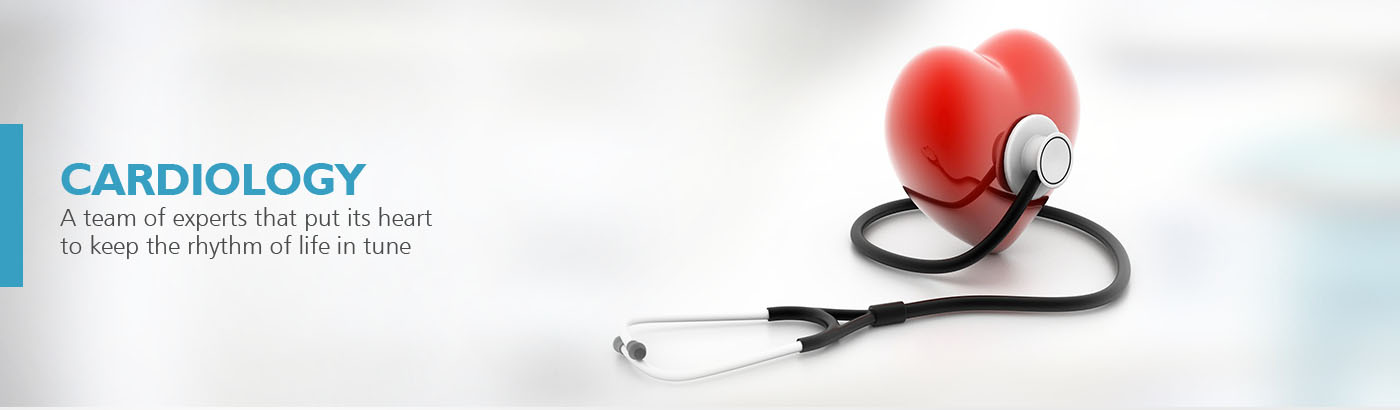 CARDIOLOGY
A team of experts that put its heart
to keep the rhythm of life in tune